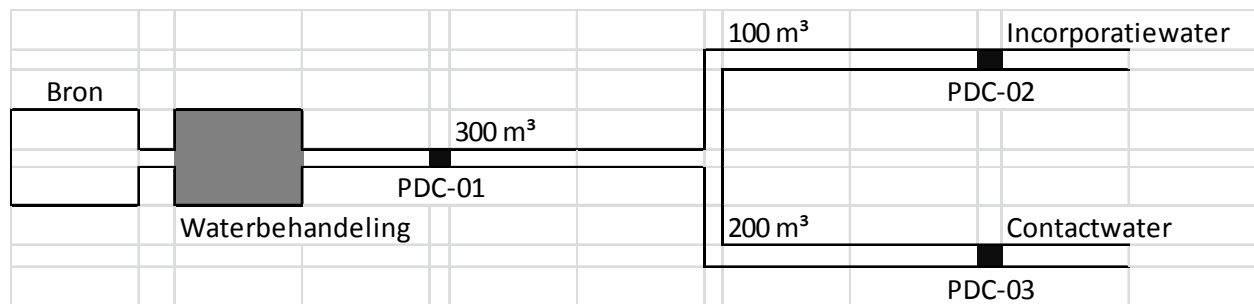 100 m³
Incorporatiewater
PDC-02
Bron
300 m³
PDC-01
Waterbehandeling
200 m³
Contactwater
PDC-03